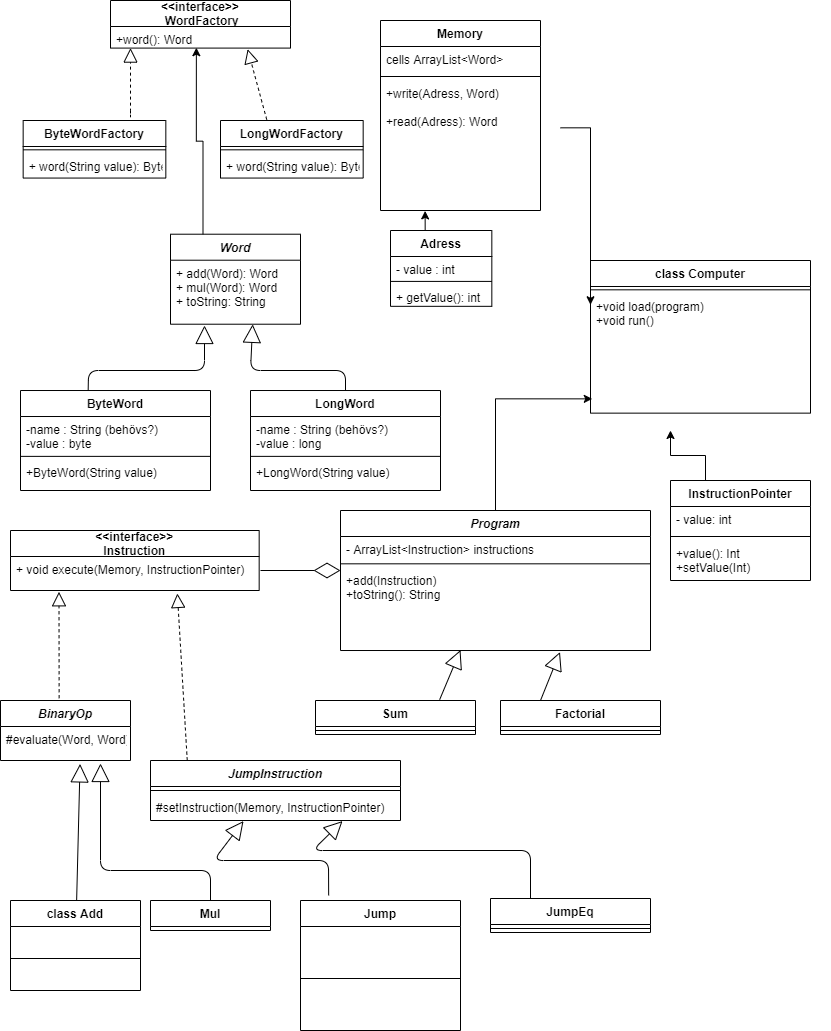 <<interface>>
WordFactory
+word(): Word
Memory
cells ArrayList<Word>
+write(Adress, Word)
+read(Adress): Word
ByteWordFactory
+ word(String value): Byte
LongWordFactory
+ word(String value): Byte
Word
+ add(Word): Word
+ mul(Word): Word
+ toString: String
Adress
- value : int
+ getValue(): int
class Computer
+void load(program)
+void run()
ByteWord
-name : String (behövs?)
-value : byte
+ByteWord(String value)
LongWord
-name : String (behövs?)
-value : long
+LongWord(String value)
InstructionPointer
- value: int
+value(): Int
+setValue(Int)
Program
- ArrayList<Instruction> instructions
+add(Instruction)
+toString(): String
<<interface>>
Instruction
+ void execute(Memory, InstructionPointer)
Sum
Factorial
BinaryOp
#evaluate(Word, Word
JumpInstruction
#setInstruction(Memory, InstructionPointer)
class Add
Mul
Jump
JumpEq